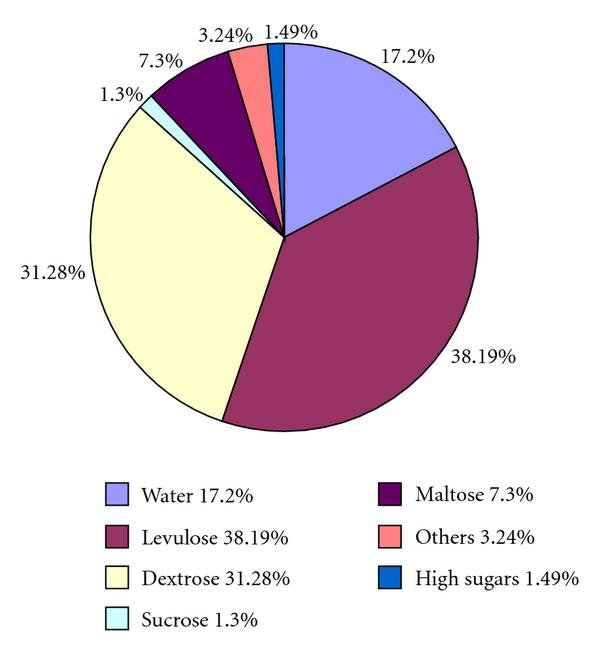 3.24% 1.49%
7.3% 17.2%
1.3%
31.28%
38.19%
Water 17.2%
Levulose 38.19%
Dextrose 31.28%
Sucrose 1.3%
Maltose 7.3%
Others 3.24%
High sugars 1.49%